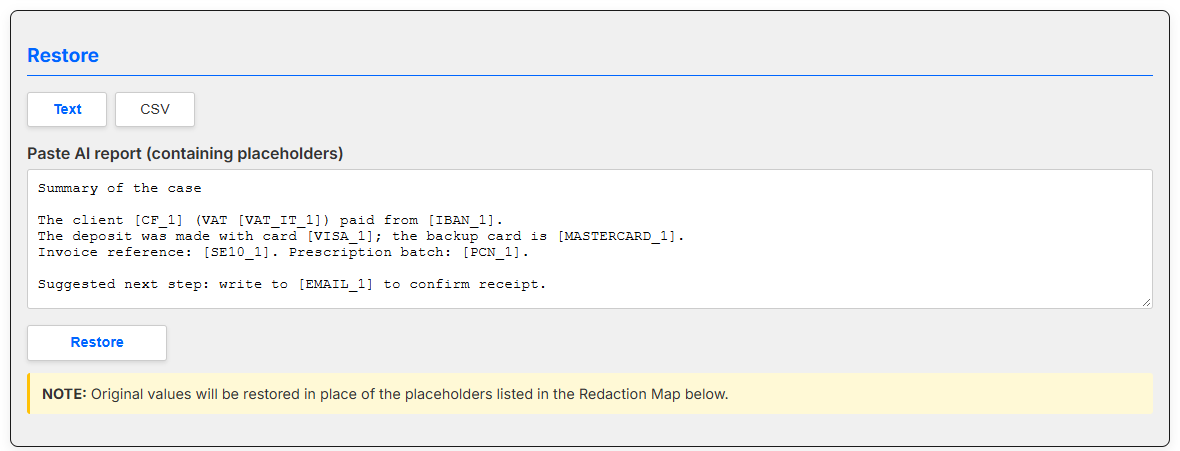 Restore
Text CSV
Paste AI report (containing placeholders)
Summary of the case
The client [CF_1] (VAT [VAT_IT_1]) paid from [IBAN_1].
The deposit was made with card [VISA_1]; the backup card is [MASTERCARD_1].
Invoice reference: [SE10_1]. Prescription batch: [PCN_1].
Suggested next step: write to [EMAIL_1] to confirm receipt.
Restore
NOTE: Original values will be restored in place of the placeholders listed in the Redaction Map below.